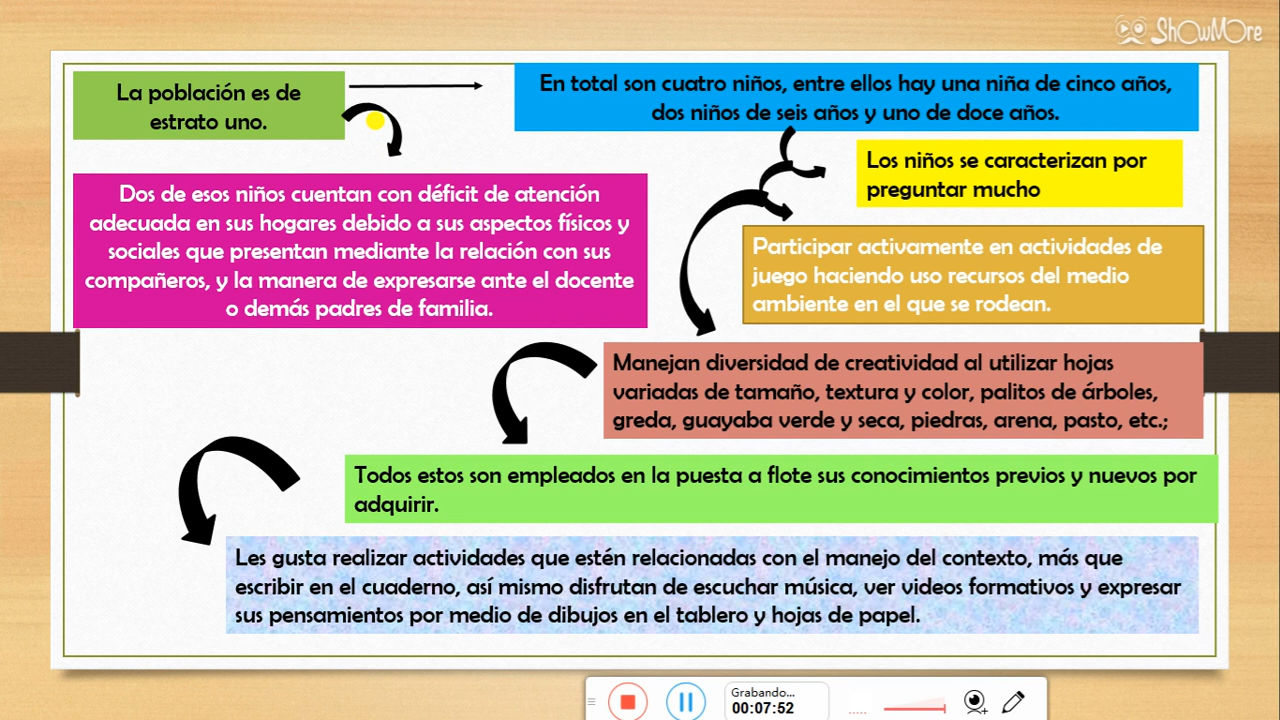 ShowMore
La población es de
estrato uno.
En total son cuatro niños, entre ellos hay una niña de cinco años,
dos niños de seis años y uno de doce años.
Los niños se caracterizan por
preguntar mucho
Dos de esos niños cuentan con déficit de atención
adecuada en sus hogares debido a sus aspectos físicos y
sociales que presentan mediante la relación con sus
compañeros, y la manera de expresarse ante el docente
o demás padres de familia.
Participar activamente en actividades de
juego haciendo uso recursos del medio
ambiente en el que se rodean.
Manejan diversidad de creatividad al utilizar hojas
variadas de tamaño, textura y color, palitos de árboles,
greda, guayaba verde y seca, piedras, arena, pasto, etc.;
Todos estos son empleados en la puesta a flote sus conocimientos previos y nuevos por
adquirir.
Les gusta realizar actividades que estén relacionadas con el manejo del contexto, más que
escribir en el cuaderno, así mismo disfrutan de escuchar música, ver videos formativos y expresar
sus pensamientos por medio de dibujos en el tablero y hojas de papel.
Grabando...
00:07:52